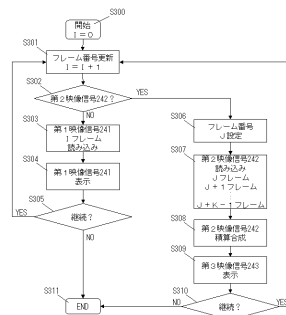 S300
開始
I=0
S301
フレーム番号更新
I=I+1
S302
第2映像信号242?
YES
NO
S303
第1映像信号241
Iフレーム
読み込み
S304
第1映像信号241
表示
S305
継続?
YES
NO
S311
END
S306
フレーム番号
J設定
S307
第2映像信号242
読み込み
Jフレーム
J+1フレーム
J+K-1フレーム
S308
第2映像信号242
積算合成
S309
第3映像信号243
表示
S310
継続?
NO
YES